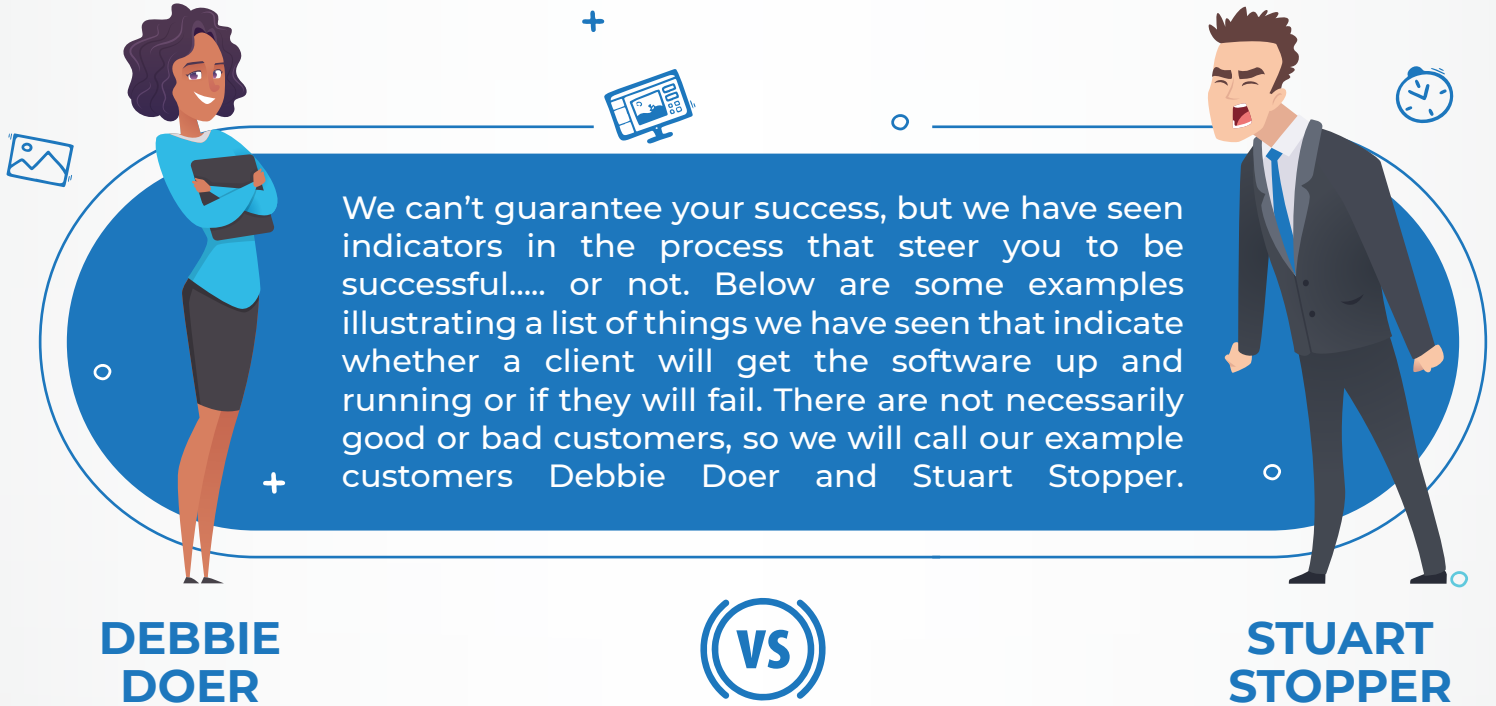 We can’t guarantee your success, but we have seen
indicators in the process that steer you to be
successful..... or not. Below are some examples
illustrating a list of things we have seen that indicate
whether a client will get the software up and
running or if they will fail. There are not necessarily
good or bad customers, so we will call our example
customers Debbie Doer and Stuart Stopper.
DEBBIE
DOER
VS
STUART
STOPPER